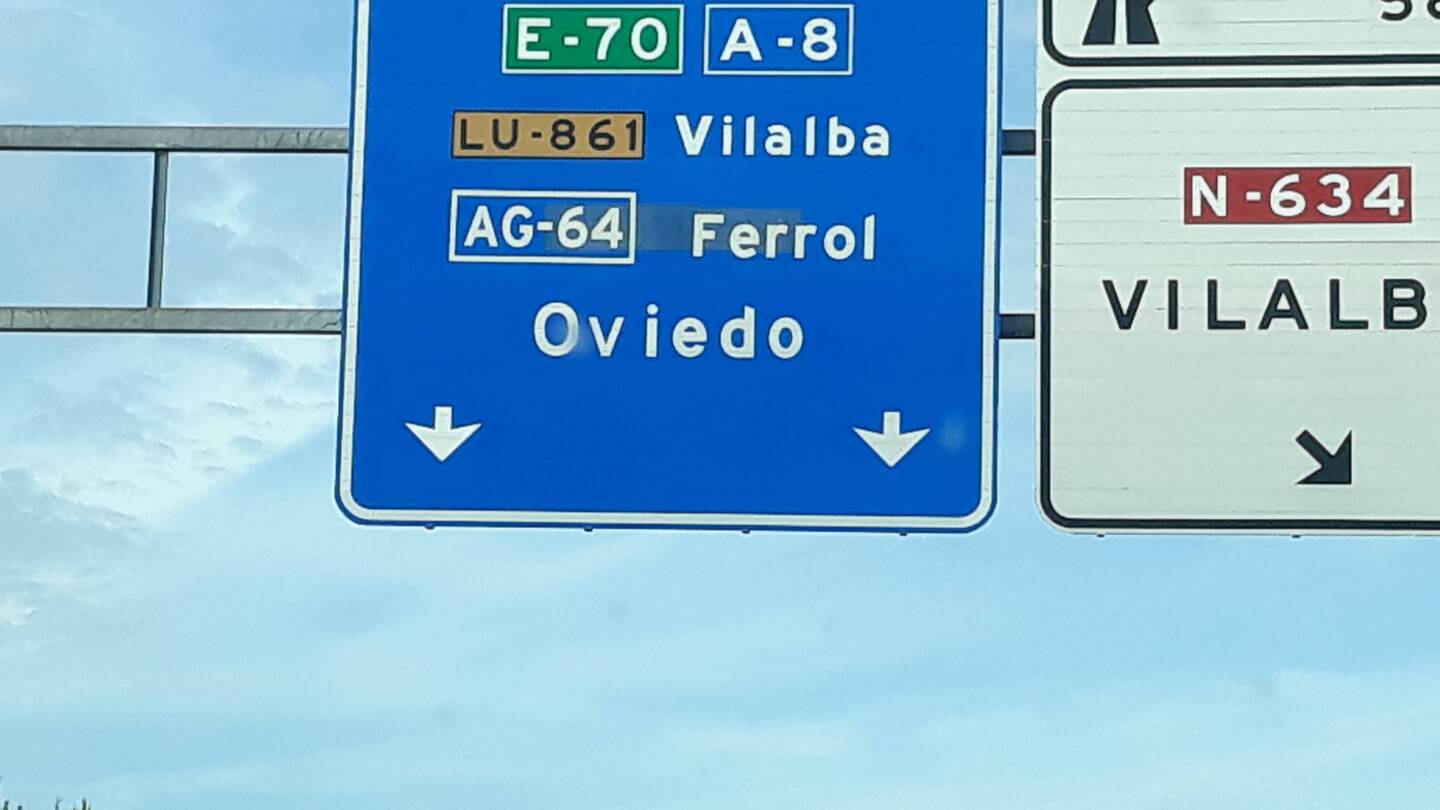 E-70 A-8
LU-861 Vilalba
AG-64 Ferrol
Oviedo
N-634
VILALB